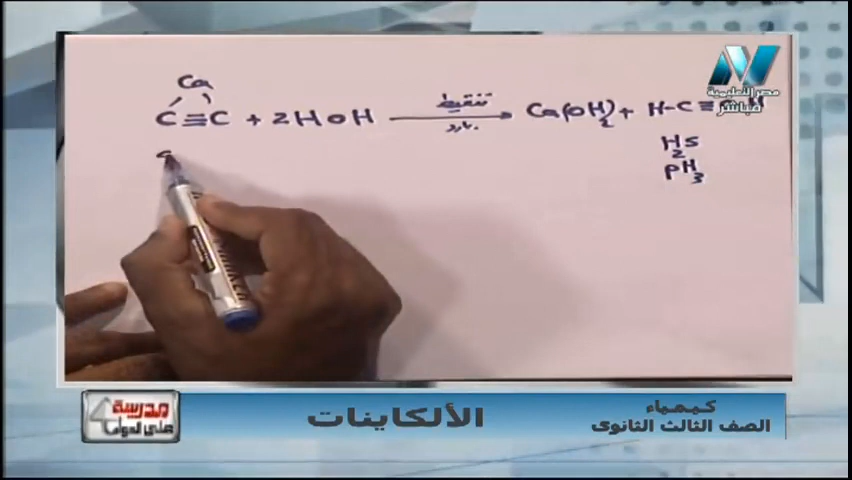 Ca
C≡C + 2HOH تنقيط بارد Ca(OH)2 + H-C≡C-H
H2S
PH3
مصر التعليمية
مباشر
مدرسة
على الهوا
الألكاينات
كيمياء
الصف الثالث الثانوى